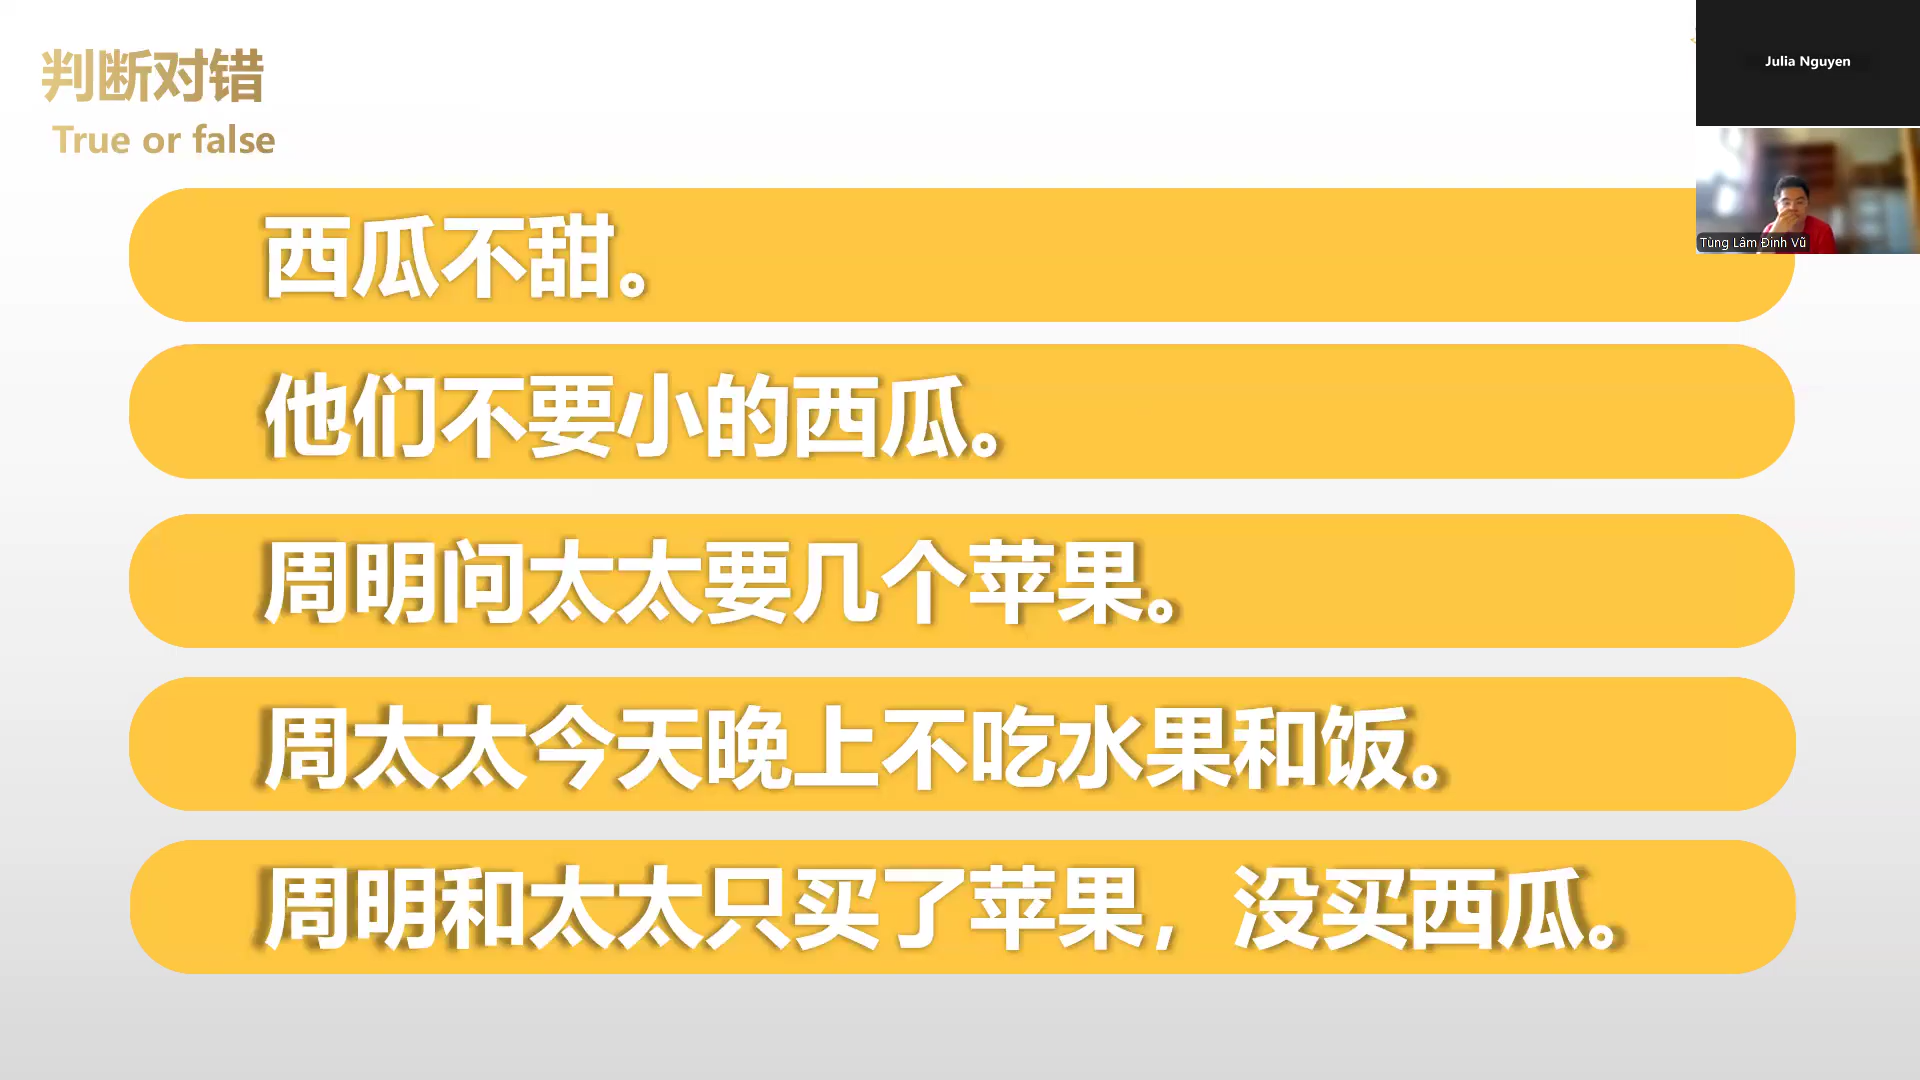 判断对错
True or false
Julia Nguyen
Tùng Lâm Đinh Vũ
西瓜不甜。
他们不要小的西瓜。
周明问太太要几个苹果。
周太太今天晚上不吃水果和饭。
周明和太太只买了苹果，没买西瓜。